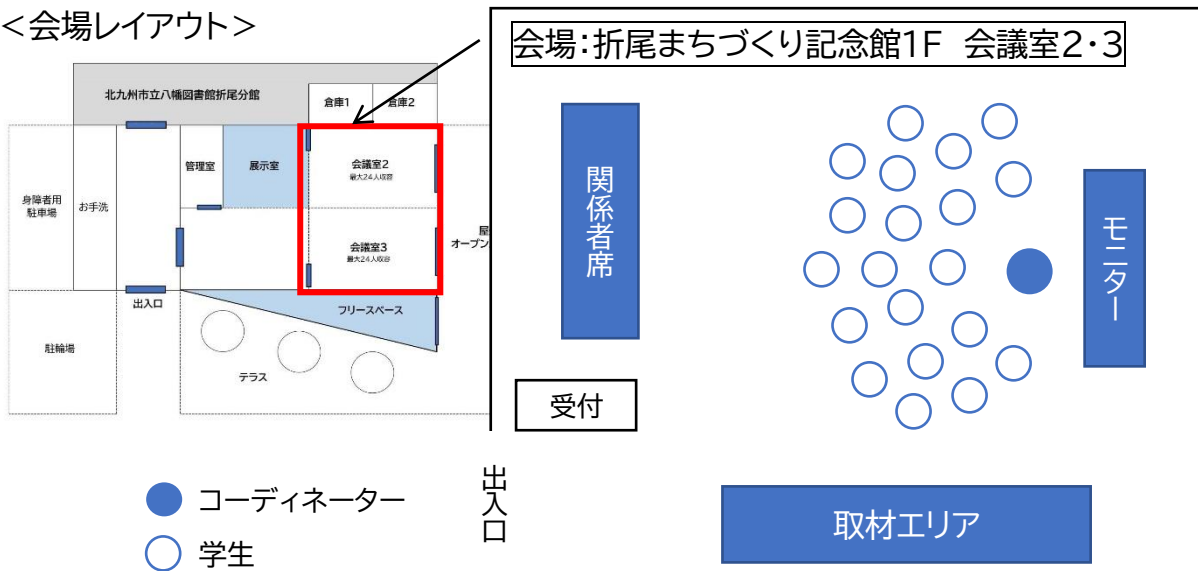 ＜会場レイアウト＞
会場：折尾まちづくり記念館1F 会議室2・3
北九州市立八幡図書館折尾分館
倉庫1
倉庫2
管理室
展示室
会議室2
最大24人収容
身障者用
駐車場
お手洗
会議室3
最大24人収容
屋
オープン
出入口
フリースペース
駐輪場
テラス
関係者席
モニター
受付
出入口
取材エリア
コーディネーター
学生